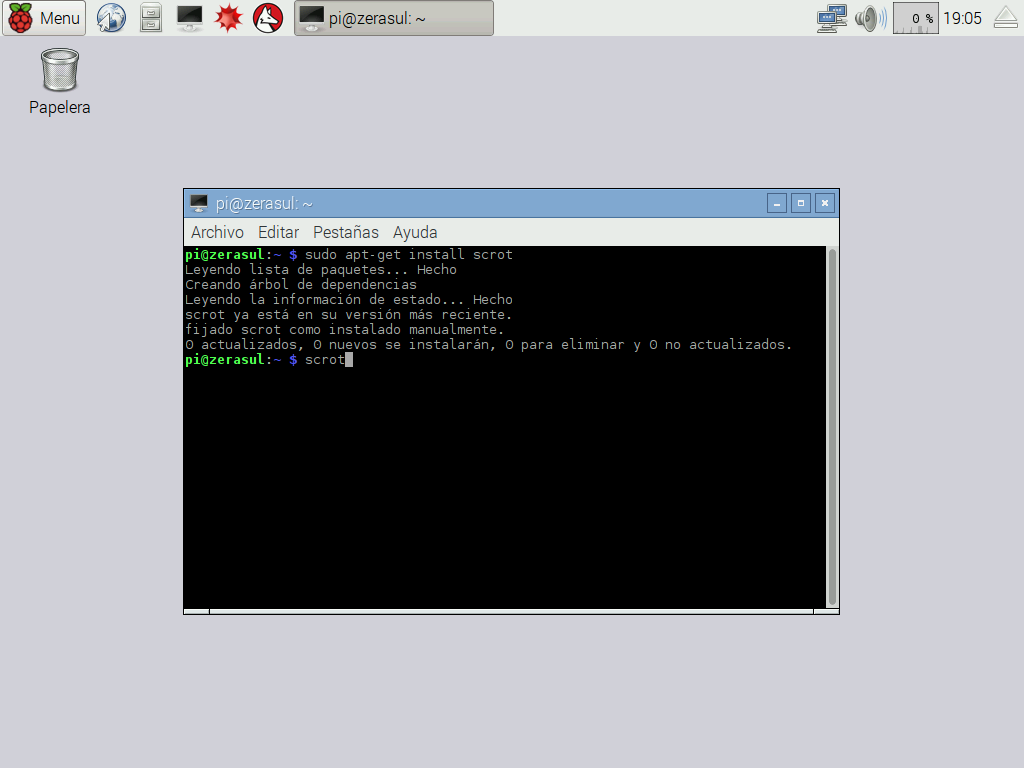 Menu
pi@zerasul: ~
0 %
19:05
Papelera
pi@zerasul: ~
Archivo Editar Pestañas Ayuda
pi@zerasul:~ $ sudo apt-get install scrot
Leyendo lista de paquetes... Hecho
Creando árbol de dependencias
Leyendo la información de estado... Hecho
scrot ya está en su versión más reciente.
fijado scrot como instalado manualmente.
0 actualizados, 0 nuevos se instalarán, 0 para eliminar y 0 no actualizados.
pi@zerasul:~ $ scrot